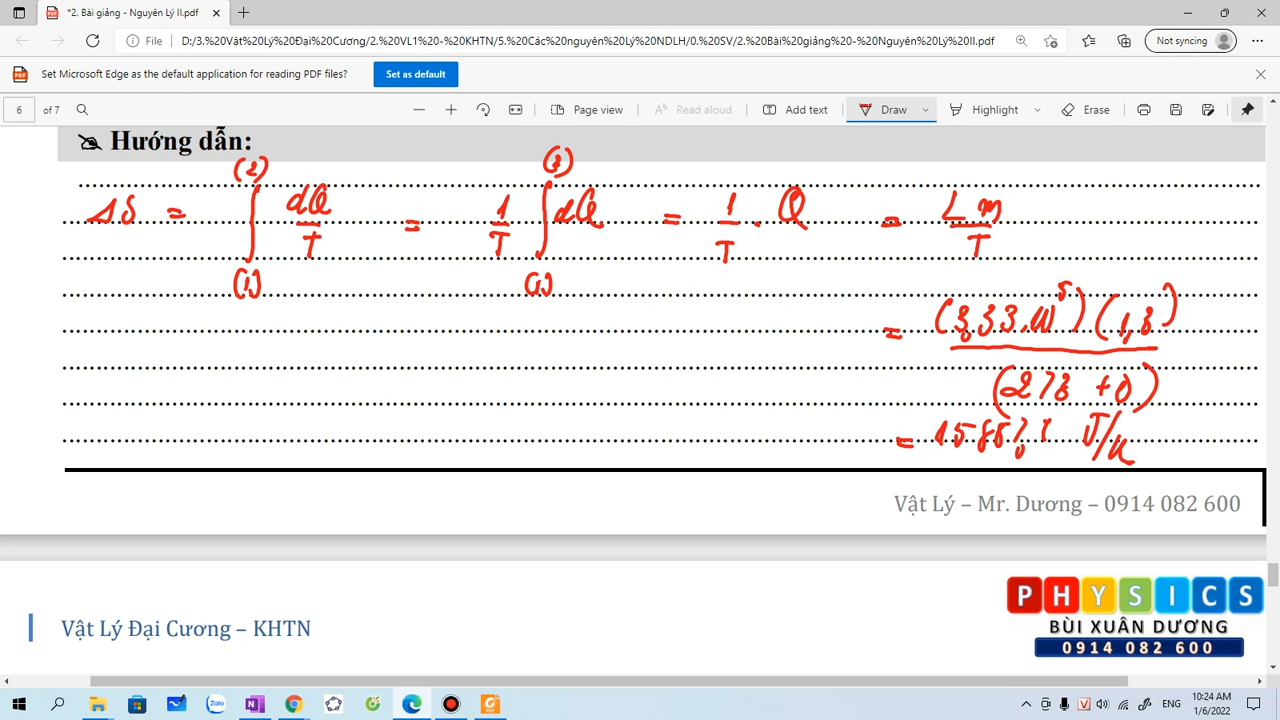 *2. Bài giảng - Nguyên Lý II.pdf
File D:/3.%20Vật%20Lý%20Đại%20Cương/2.%20VL1%20-%20KHTN/5.%20Các%20nguyên%20Lý%20NDLH/0.%20SV/2.%20Bài%20giảng%20-%20Nguyên%20Lý%20II.pdf Not syncing
Set Microsoft Edge as the default application for reading PDF files? Set as default
6 of 7 Page view Read aloud Add text Draw Highlight Erase
Hướng dẫn:
ΔS = ∫(1)(2) dQ/T = 1/T ∫(1)(2) dQ = 1/T . Q = Lm/T
= (3,33.10^5)(1,3)/(273 + 0)
= J/K
Vật Lý – Mr. Dương – 0914 082 600
Vật Lý Đại Cương – KHTN
PHYSICS
BÙI XUÂN DƯƠNG
0914 082 600
Zalo
ENG
10:24 AM
1/6/2022